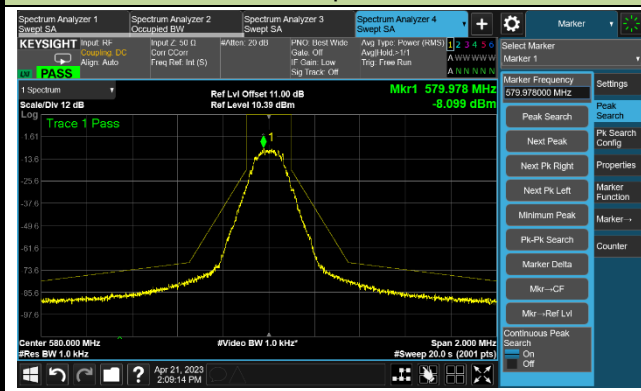 Spectrum Analyzer 1
Swept SA
Spectrum Analyzer 2
Occupied BW
Spectrum Analyzer 3
Swept SA
Spectrum Analyzer 4
Swept SA
Marker
KEYSIGHT
Input: RF
Coupling: DC
Align: Auto
Input Z: 50 Ω
Corr CCorr
Freq Ref: Int (S)
#Atten: 20 dB
PNO: Best Wide
Gate: Off
IF Gain: Low
Sig Track: Off
Avg Type: Power (RMS)
Avg|Hold:>1/1
Trig: Free Run
1 2 3 4 5 6
A W W W W W
A N N N N N
LVI
PASS
Select Marker
Marker 1
1 Spectrum
Scale/Div 12 dB
Log
Ref Lvl Offset 11.00 dB
Ref Level 10.39 dBm
Mkr1 579.978 MHz
-8.099 dBm
Trace 1 Pass
1
1.61
-13.6
-25.6
-37.6
-49.6
-61.6
-73.6
-85.6
-97.6
Center 580.000 MHz
#Res BW 1.0 kHz
#Video BW 1.0 kHz*
Span 2.000 MHz
#Sweep 20.0 s (2001 pts)
Marker Frequency
579.978000 MHz
Peak Search
Next Peak
Next Pk Right
Next Pk Left
Minimum Peak
Pk-Pk Search
Marker Delta
Mkr→CF
Mkr→Ref Lvl
Continuous Peak
Search
On
Off
Settings
Peak
Search
Pk Search
Config
Properties
Marker
Function
Marker→
Counter
Apr 21, 2023
2:09:14 PM